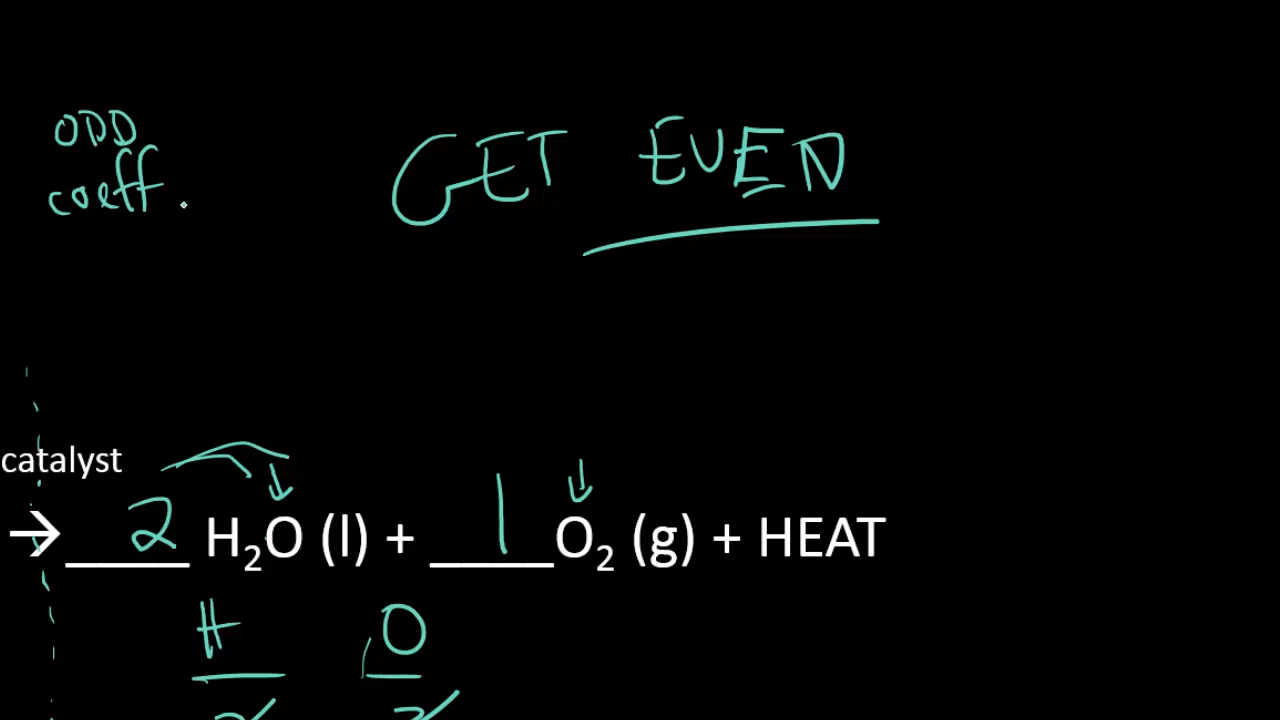 ODD
coeff.
GET EVEN
catalyst
→ 2 H₂O (l) + 1 O₂ (g) + HEAT
H O